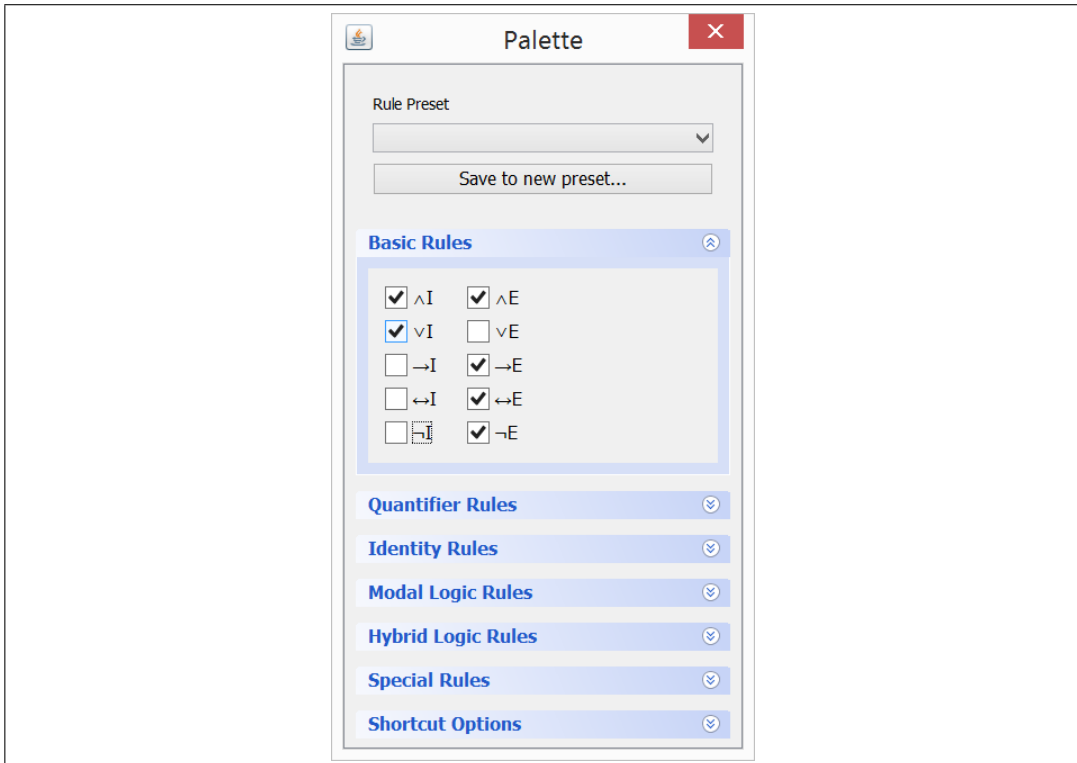 Palette
Rule Preset
Save to new preset...
Basic Rules
∧I ∧E
∨I ∨E
→I →E
↔I ↔E
¬I ¬E
Quantifier Rules
Identity Rules
Modal Logic Rules
Hybrid Logic Rules
Special Rules
Shortcut Options